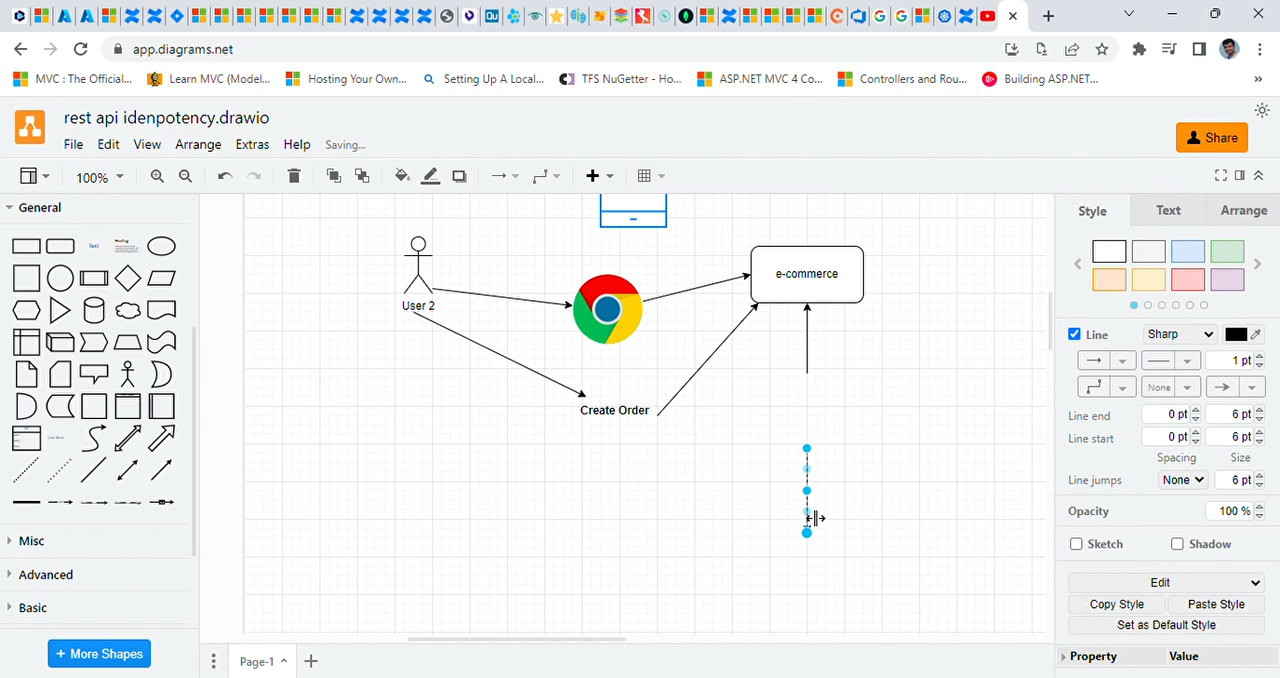 app.diagrams.net
MVC : The Official...
Learn MVC (Model...
Hosting Your Own...
Setting Up A Local...
TFS NuGetter - Ho...
ASP.NET MVC 4 Co...
Controllers and Rou...
Building ASP.NET...
»
rest api idenpotency.drawio
File Edit View Arrange Extras Help Saving...
Share
100%
General
Style Text Arrange
Text
Heading
e-commerce
User 2
Create Order
Line Sharp
1 pt
None
Line end 0 pt 6 pt
Line start 0 pt 6 pt
Spacing Size
Line jumps None 6 pt
Opacity 100 %
Sketch Shadow
Edit
Copy Style Paste Style
Set as Default Style
Property Value
Misc
Advanced
Basic
+ More Shapes
Page-1